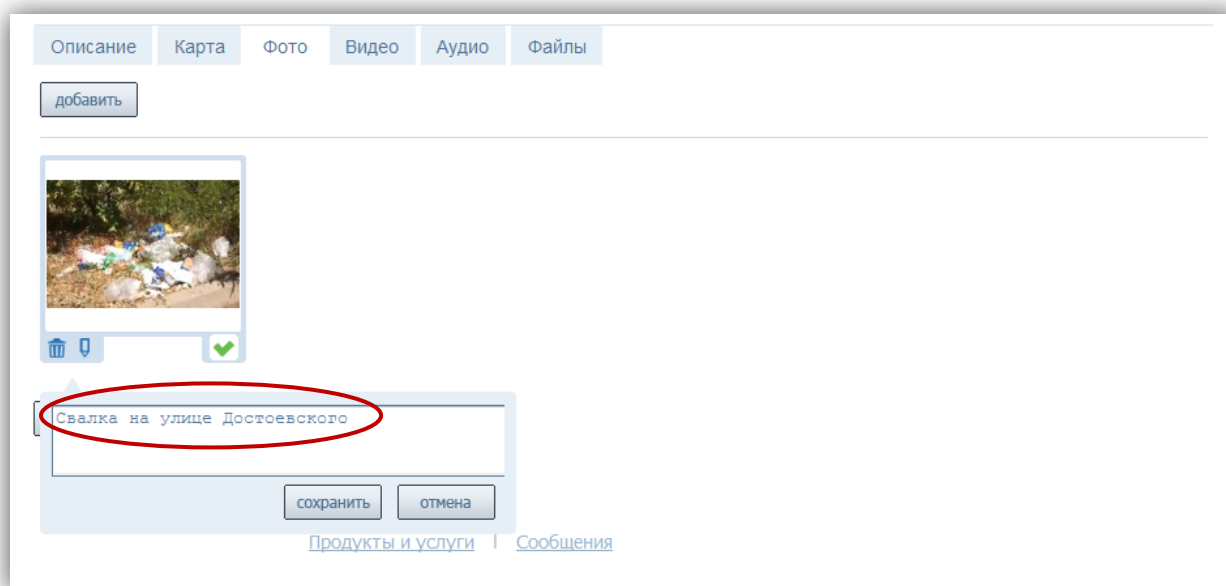 Описание Карта Фото Видео Аудио Файлы
добавить
Свалка на улице Достоевского
сохранить отмена
Продукты и услуги | Сообщения